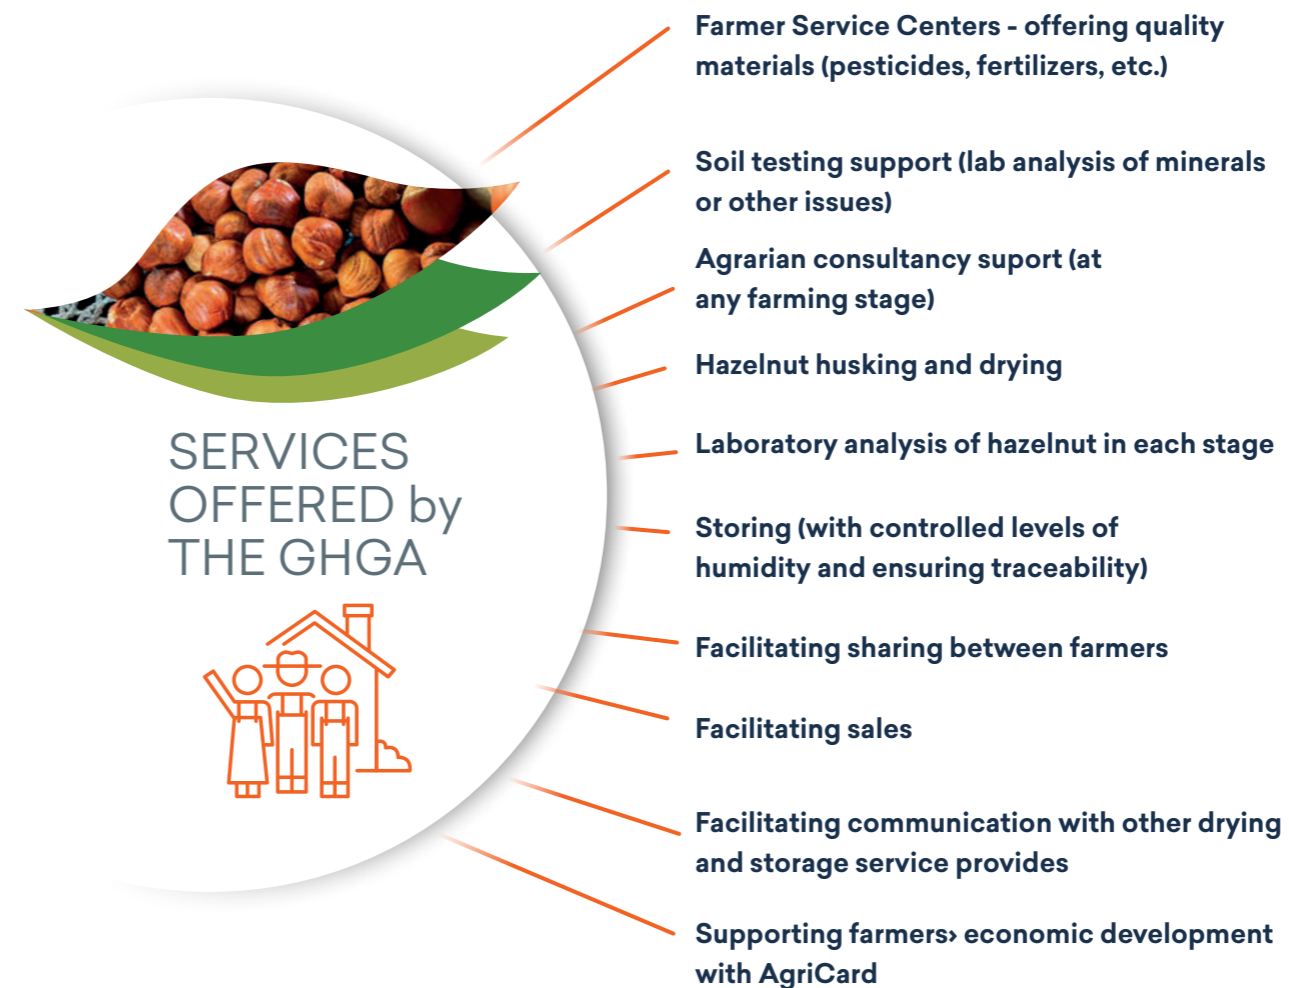 SERVICES
OFFERED by
THE GHGA
Farmer Service Centers - offering quality
materials (pesticides, fertilizers, etc.)
Soil testing support (lab analysis of minerals
or other issues)
Agrarian consultancy suport (at
any farming stage)
Hazelnut husking and drying
Laboratory analysis of hazelnut in each stage
Storing (with controlled levels of
humidity and ensuring traceability)
Facilitating sharing between farmers
Facilitating sales
Facilitating communication with other drying
and storage service provides
Supporting farmers› economic development
with AgriCard